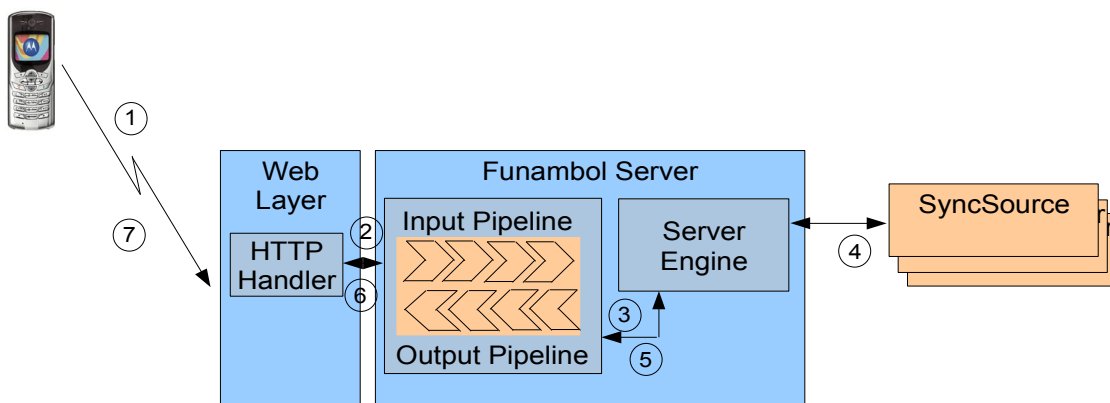 1
7
Web
Layer
HTTP
Handler
2
6
Funambol Server
Input Pipeline
Output Pipeline
Server
Engine
3
5
4
SyncSource
r
r